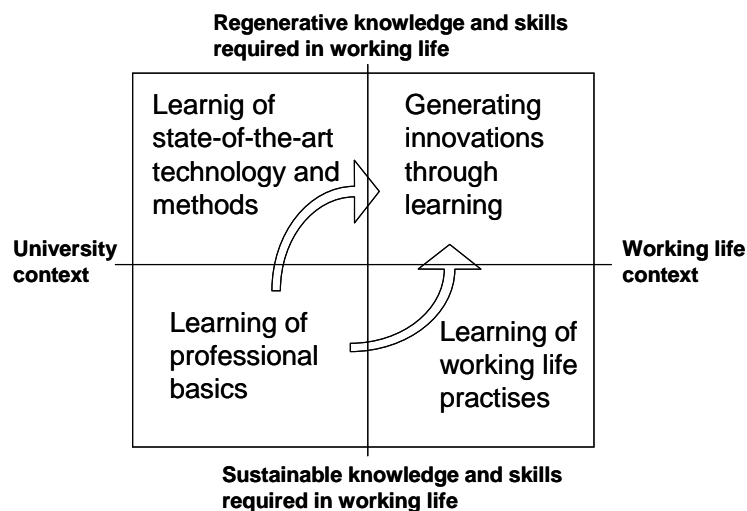 Regenerative knowledge and skills
required in working life
Learnig of
state-of-the-art
technology and
methods
Generating
innovations
through
learning
University
context
Working life
context
Learning of
professional
basics
Learning of
working life
practises
Sustainable knowledge and skills
required in working life